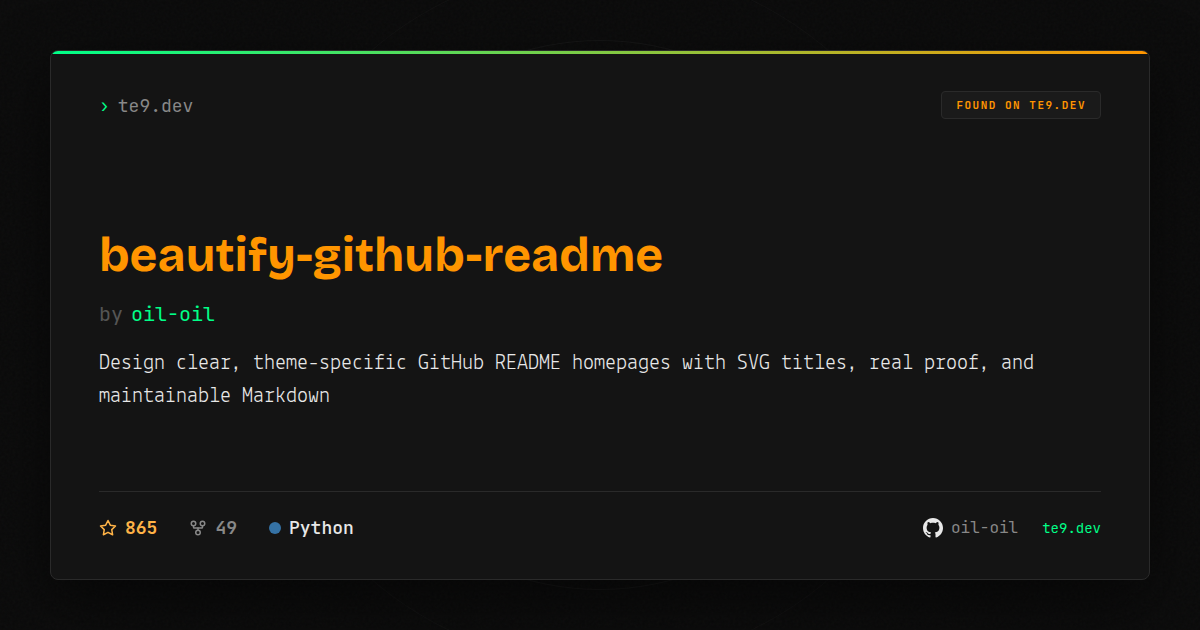 › te9.dev
FOUND ON TE9.DEV
beautify-github-readme
by oil-oil
Design clear, theme-specific GitHub README homepages with SVG titles, real proof, and
maintainable Markdown
865 49 Python
oil-oil te9.dev